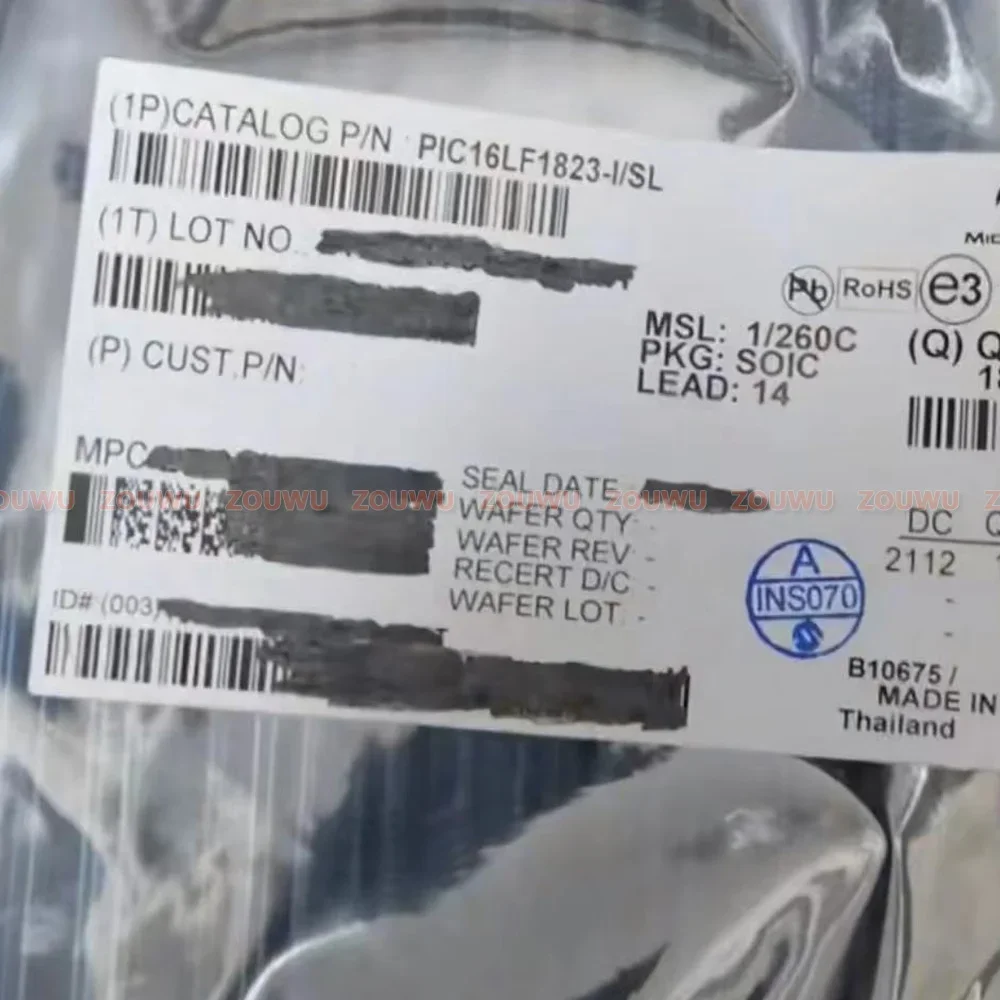 (1P)CATALOG P/N : PIC16LF1823-I/SL
(1T) LOT NO.
Pb RoHS e3
MSL: 1/260C
PKG: SOIC
LEAD: 14
(Q) Q
(P) CUST.P/N:
MPC
SEAL DATE
WAFER QTY: -
WAFER REV: -
RECERT D/C: -
WAFER LOT: -
ZOUWU ZOUWU ZOUWU ZOUWU ZOUWU ZOUWU ZOUWU ZOUWU
DC Q
2112
-
-
A
INS070
ID# (003)
B10675 /
MADE IN
Thailand